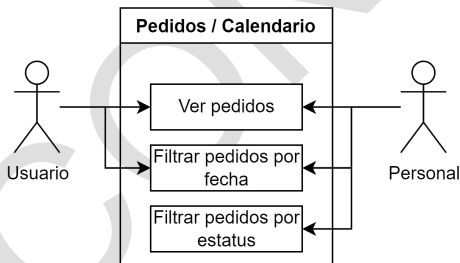 Pedidos / Calendario
Ver pedidos
Filtrar pedidos por
fecha
Usuario
Personal
Filtrar pedidos por
estatus